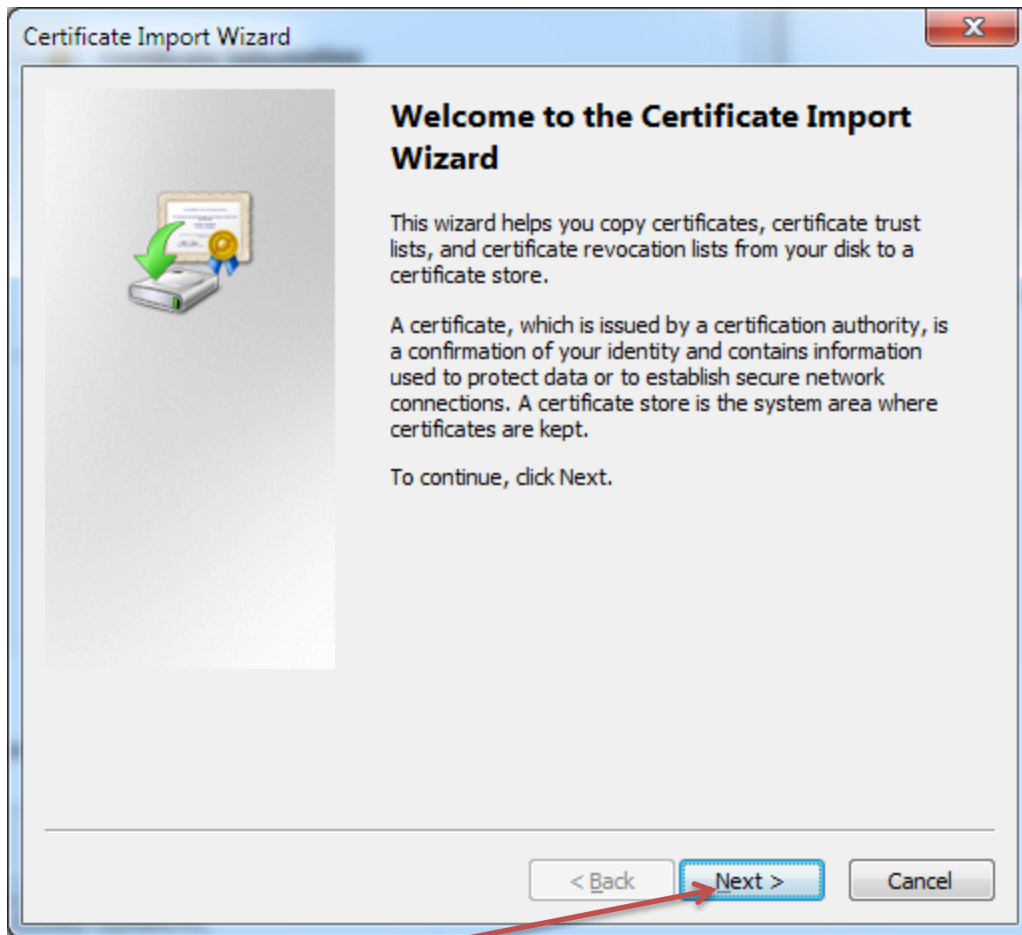 Certificate Import Wizard
Welcome to the Certificate Import
Wizard
This wizard helps you copy certificates, certificate trust
lists, and certificate revocation lists from your disk to a
certificate store.
A certificate, which is issued by a certification authority, is
a confirmation of your identity and contains information
used to protect data or to establish secure network
connections. A certificate store is the system area where
certificates are kept.
To continue, click Next.
< Back Next > Cancel